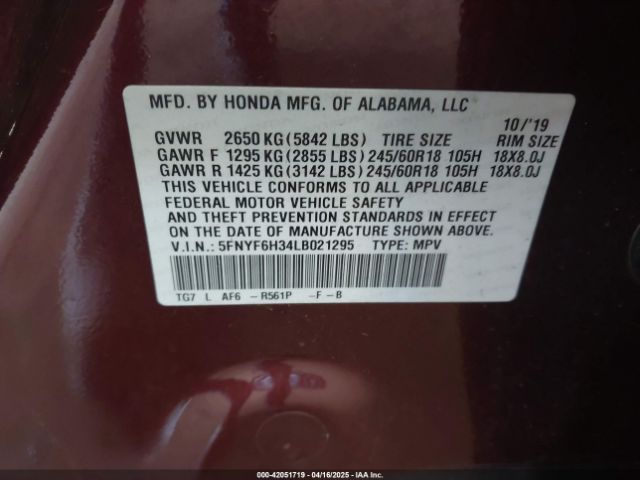 MFD. BY HONDA MFG. OF ALABAMA, LLC
10/'19
GVWR 2650 KG (5842 LBS) TIRE SIZE RIM SIZE
GAWR F 1295 KG (2855 LBS) 245/60R18 105H 18X8.0J
GAWR R 1425 KG (3142 LBS) 245/60R18 105H 18X8.0J
THIS VEHICLE CONFORMS TO ALL APPLICABLE
FEDERAL MOTOR VEHICLE SAFETY
AND THEFT PREVENTION STANDARDS IN EFFECT
ON THE DATE OF MANUFACTURE SHOWN ABOVE.
V.I.N.: 5FNYF6H34LB021295 TYPE: MPV
TG7 L AF6 - R561P -F-B
000-42051719 - 04/16/2025 - IAA Inc.